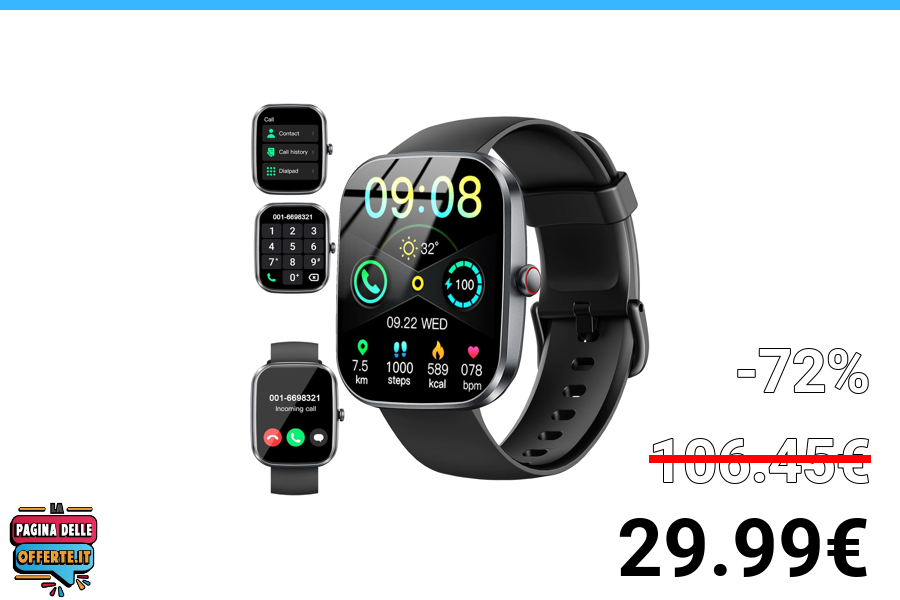 Call
Contact
Call history
Dialped
001-6698321
1 2 3
4 5 6
7* 8 9#
0+
001-6698321
Incoming call
09:08
32°
100
09.22 WED
7.5 1000 589 078
km steps kcal bpm
-72%
106.45€
29.99€
LA
PAGINA DELLE
OFFERTE.IT